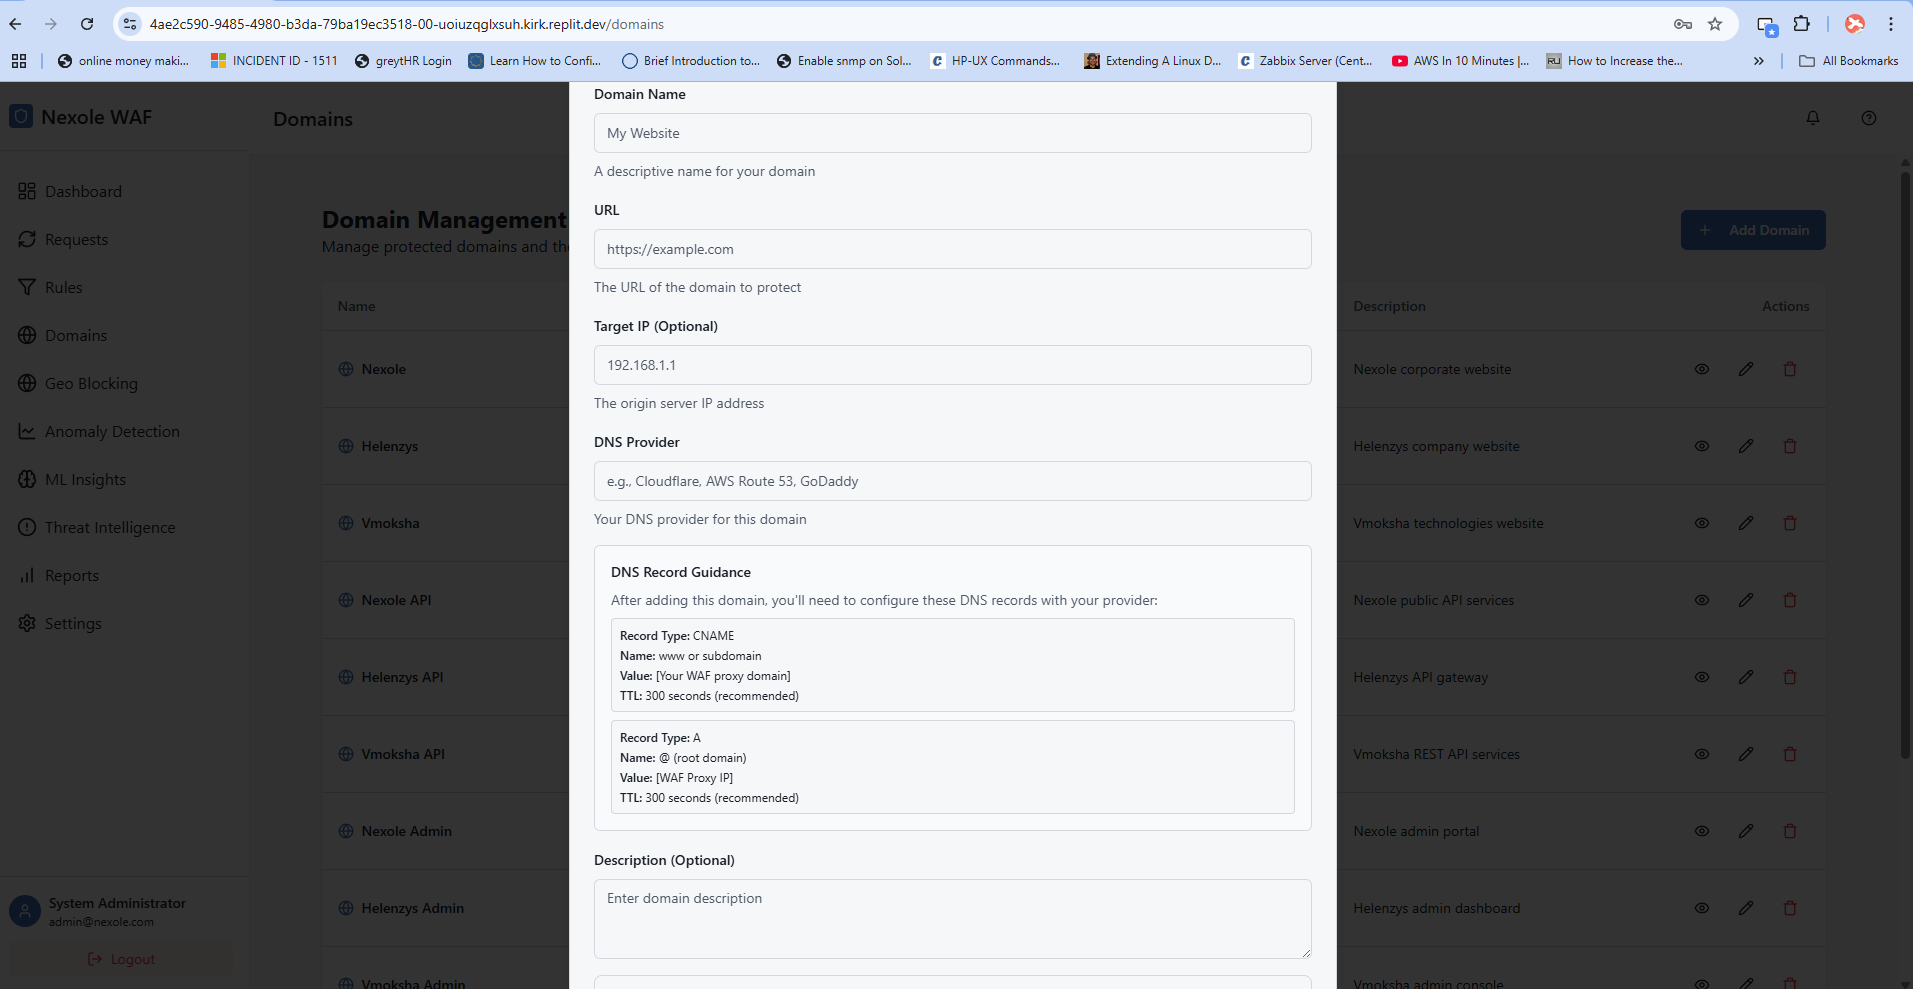 4ae2c590-9485-4980-b3da-79ba19ec3518-00-uoiuzqglxsuh.kirk.replit.dev/domains
online money maki...
INCIDENT ID - 1511
greytHR Login
Learn How to Confi...
Brief Introduction to...
Enable snmp on Sol...
HP-UX Commands...
Extending A Linux D...
Zabbix Server (Cent...
AWS In 10 Minutes |...
How to Increase the...
All Bookmarks
Nexole WAF
Dashboard
Requests
Rules
Domains
Geo Blocking
Anomaly Detection
ML Insights
Threat Intelligence
Reports
Settings
System Administrator
admin@nexole.com
Logout
Domains
Domain Management
Manage protected domains and the
Add Domain
Name
Description
Actions
Nexole
Nexole corporate website
Helenzys
Helenzys company website
Vmoksha
Vmoksha technologies website
Nexole API
Nexole public API services
Helenzys API
Helenzys API gateway
Vmoksha API
Vmoksha REST API services
Nexole Admin
Nexole admin portal
Helenzys Admin
Helenzys admin dashboard
Vmoksha Admin
Vmoksha admin console
Domain Name
My Website
A descriptive name for your domain
URL
https://example.com
The URL of the domain to protect
Target IP (Optional)
192.168.1.1
The origin server IP address
DNS Provider
e.g., Cloudflare, AWS Route 53, GoDaddy
Your DNS provider for this domain
DNS Record Guidance
After adding this domain, you'll need to configure these DNS records with your provider:
Record Type: CNAME
Name: www or subdomain
Value: [Your WAF proxy domain]
TTL: 300 seconds (recommended)
Record Type: A
Name: @ (root domain)
Value: [WAF Proxy IP]
TTL: 300 seconds (recommended)
Description (Optional)
Enter domain description